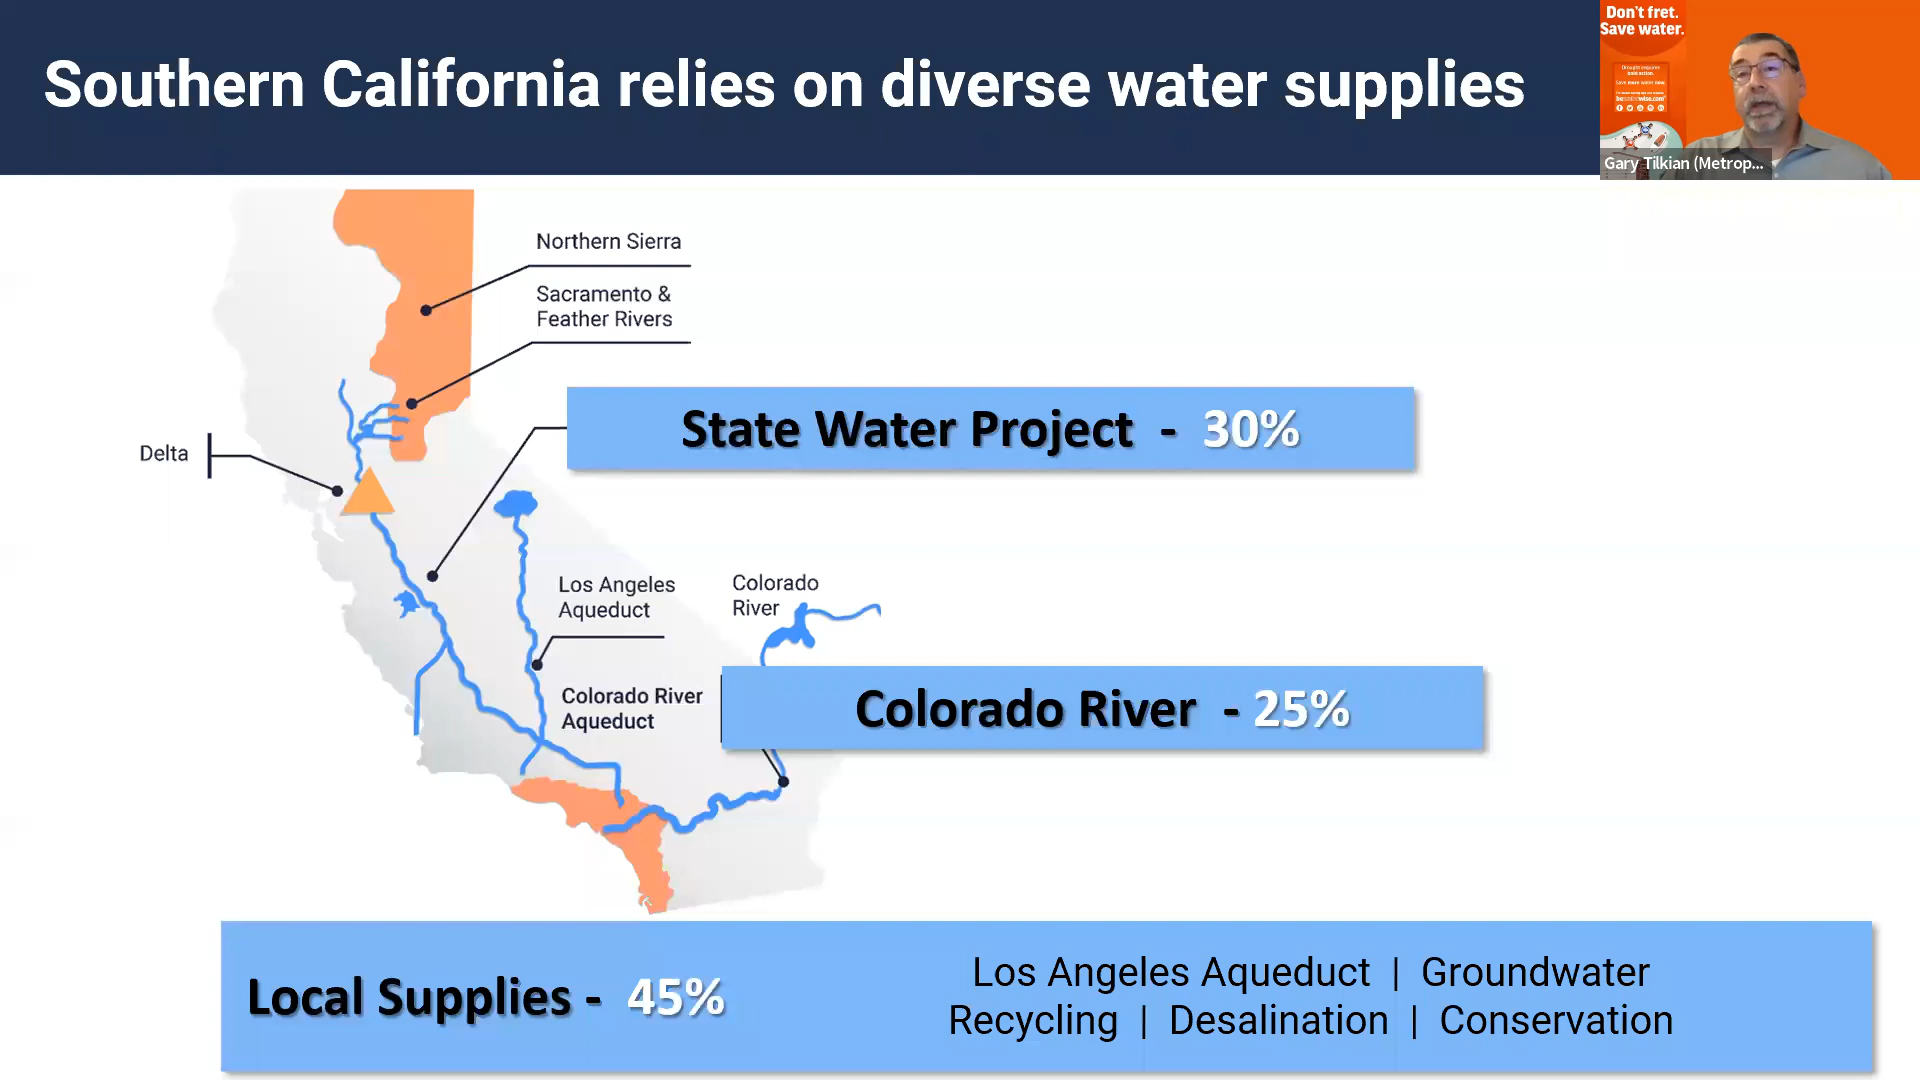 Southern California relies on diverse water supplies
Don't fret.
Save water.
Gary Tilkian (Metrop...
Northern Sierra
Sacramento &
Feather Rivers
State Water Project - 30%
Delta
Los Angeles
Aqueduct
Colorado
River
Colorado River
Aqueduct
Colorado River - 25%
Local Supplies - 45%
Los Angeles Aqueduct | Groundwater
Recycling | Desalination | Conservation